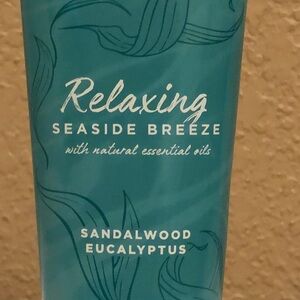 Relaxing
SEASIDE BREEZE
with natural essential oils
SANDALWOOD
EUCALYPTUS